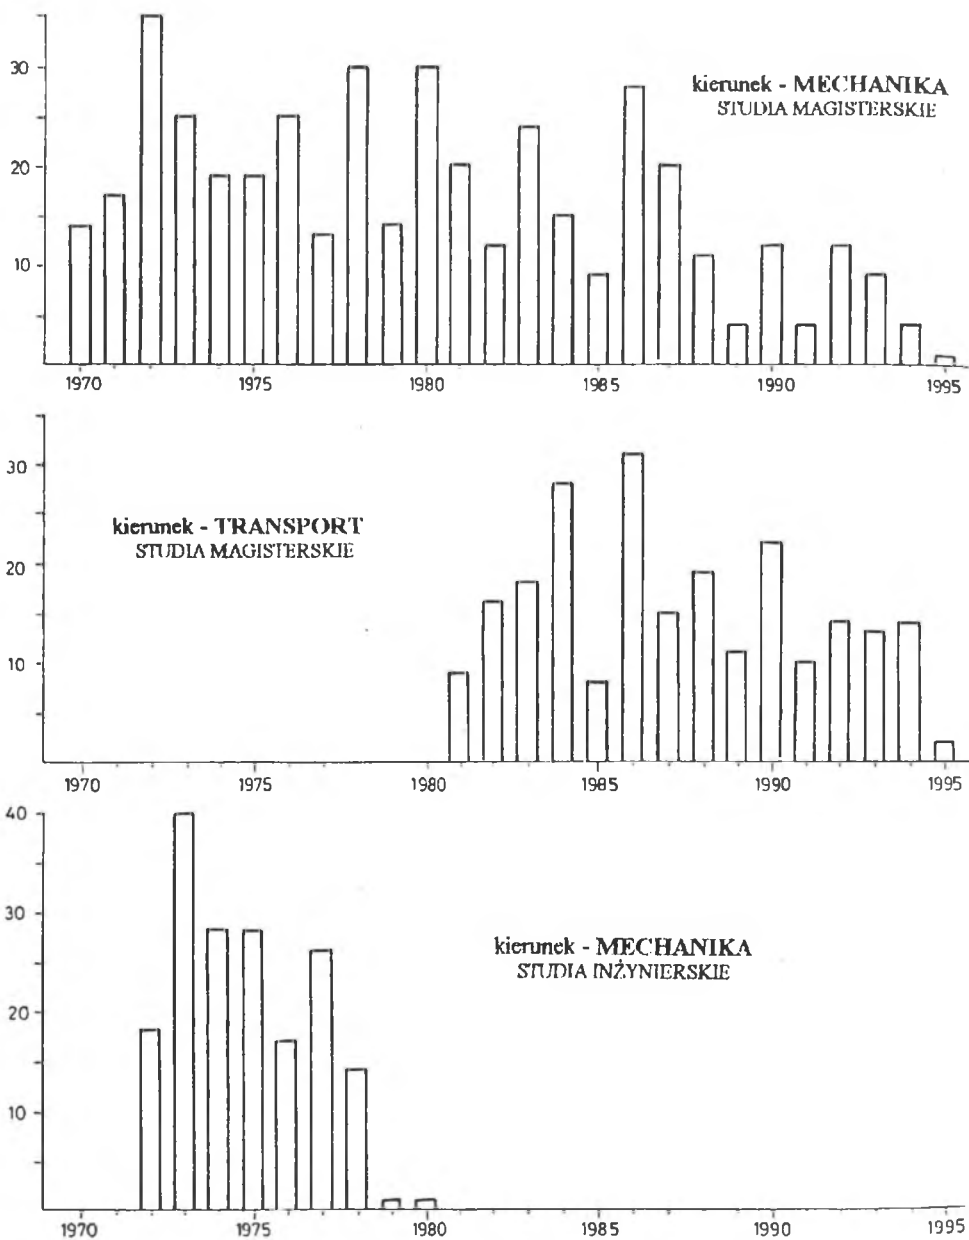 30
20
10
kierunek - MECHANIKA
STUDIA MAGISTERSKIE
1970 1975 1980 1985 1990 1995
30
20
10
kierunek - TRANSPORT
STUDIA MAGISTERSKIE
1970 1975 1980 1985 1990 1995
40
30
20
10
kierunek - MECHANIKA
STUDIA INŻYNIERSKIE
1970 1975 1980 1985 1990 1995